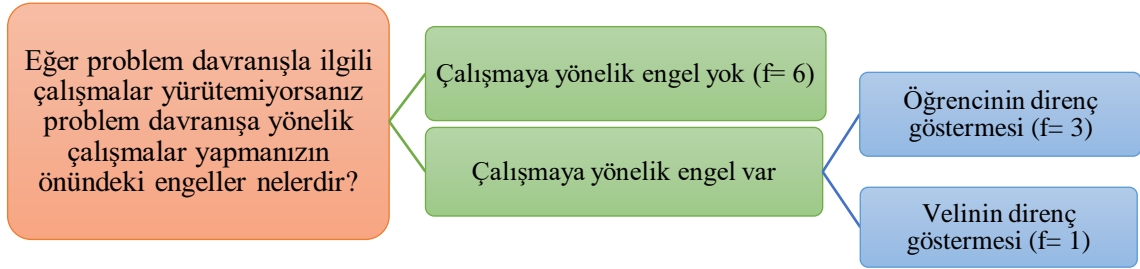 Eğer problem davranışla ilgili
çalışmalar yürütemiyorsanız
problem davranışa yönelik
çalışmalar yapmanızın
önündeki engeller nelerdir?
Çalışmaya yönelik engel yok (f= 6)
Çalışmaya yönelik engel var
Öğrencinin direnç
göstermesi (f= 3)
Velinin direnç
göstermesi (f= 1)